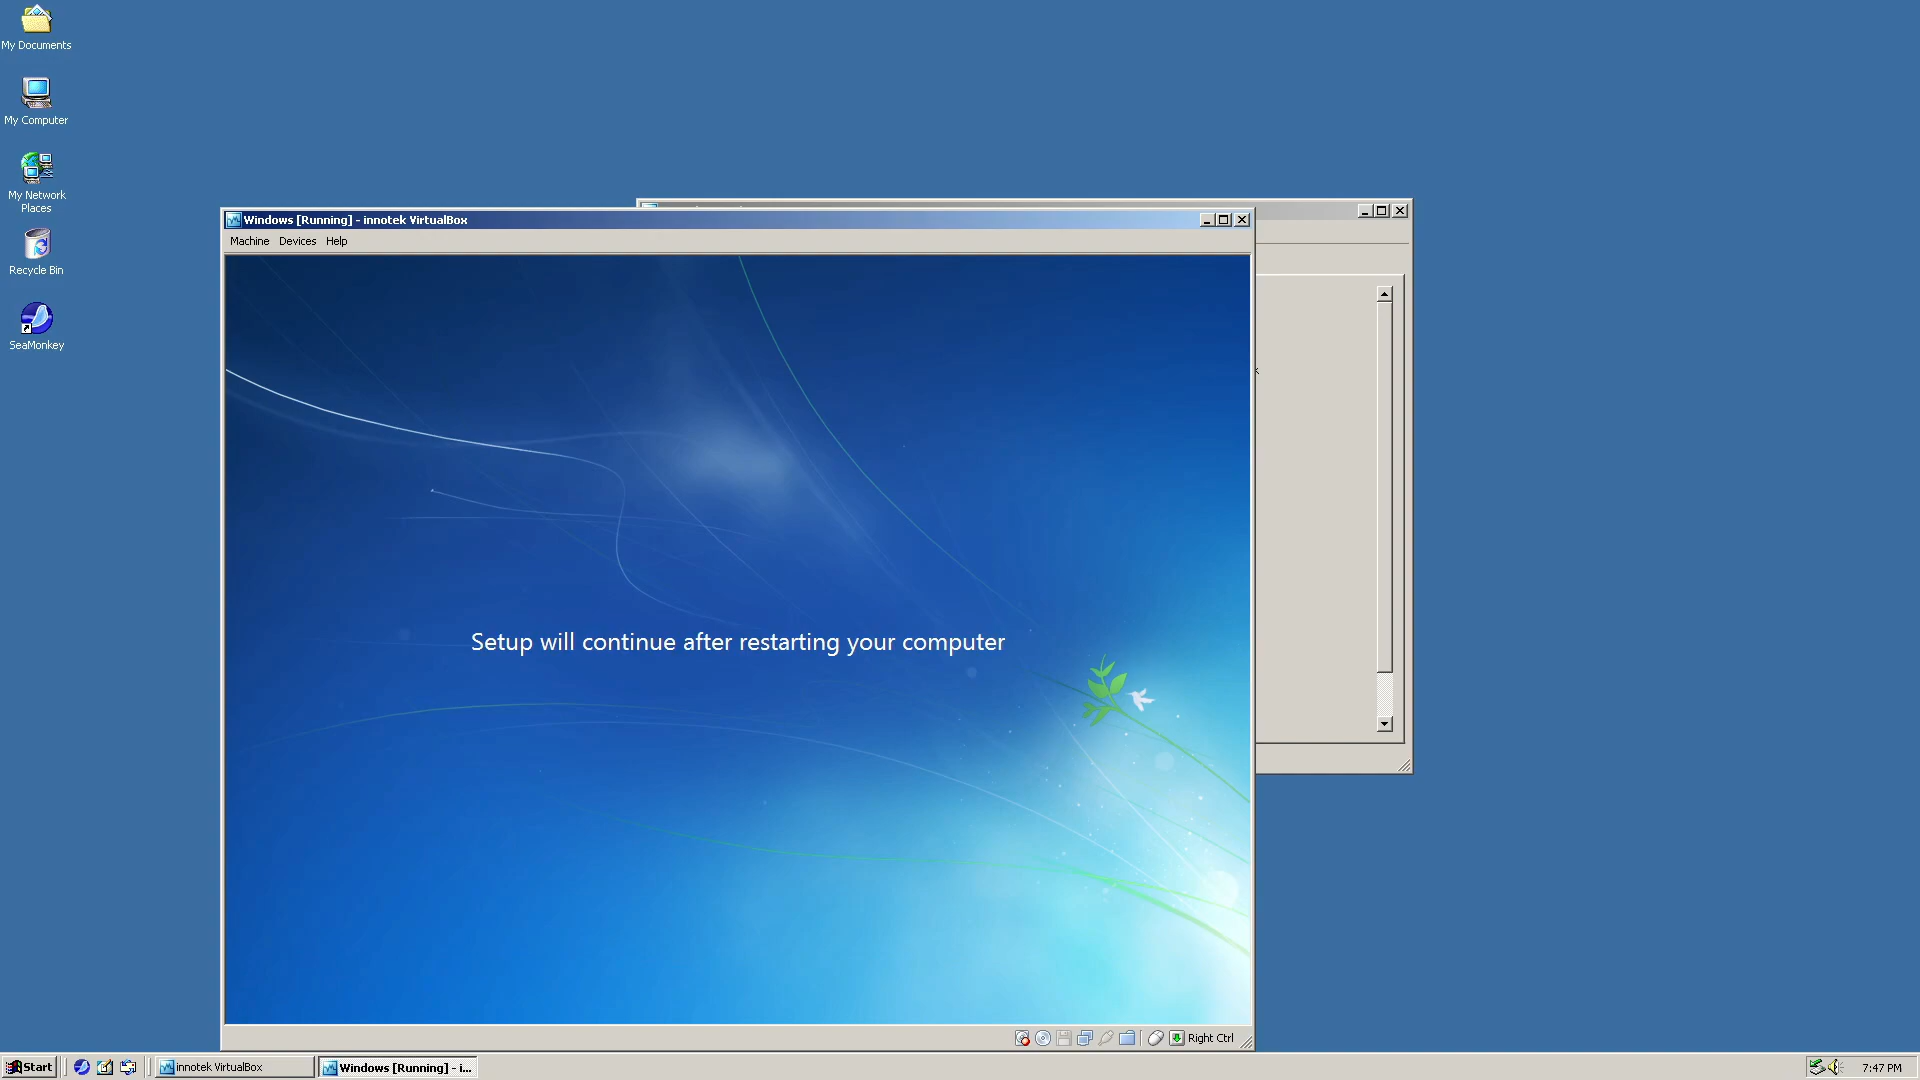 My Documents
My Computer
My Network
Places
Recycle Bin
SeaMonkey
Windows [Running] - innotek VirtualBox
Machine Devices Help
Setup will continue after restarting your computer
Right Ctrl
Start
innotek VirtualBox
Windows [Running] - i...
7:47 PM